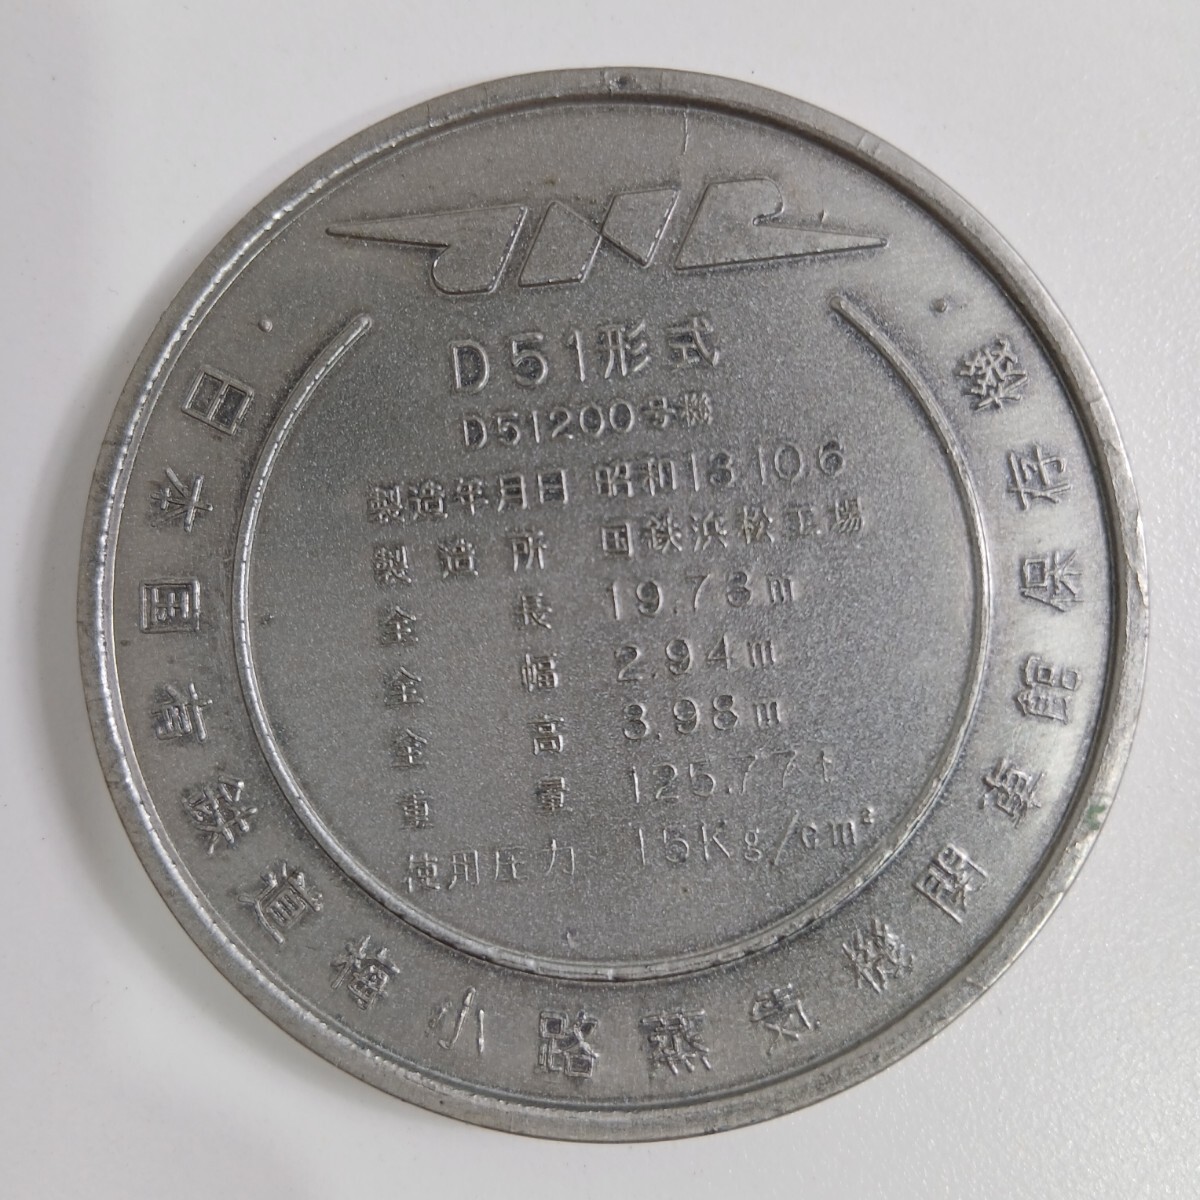 JNR
D51形式
D51200号機
製造年月日 昭和13.10.6
製造所 国鉄浜松工場
全長 19.73m
全幅 2.94m
全高 3.98m
重量 125.77t
使用圧力 15Kg/cm²
日本国有鉄道梅小路蒸気機関車館保存機